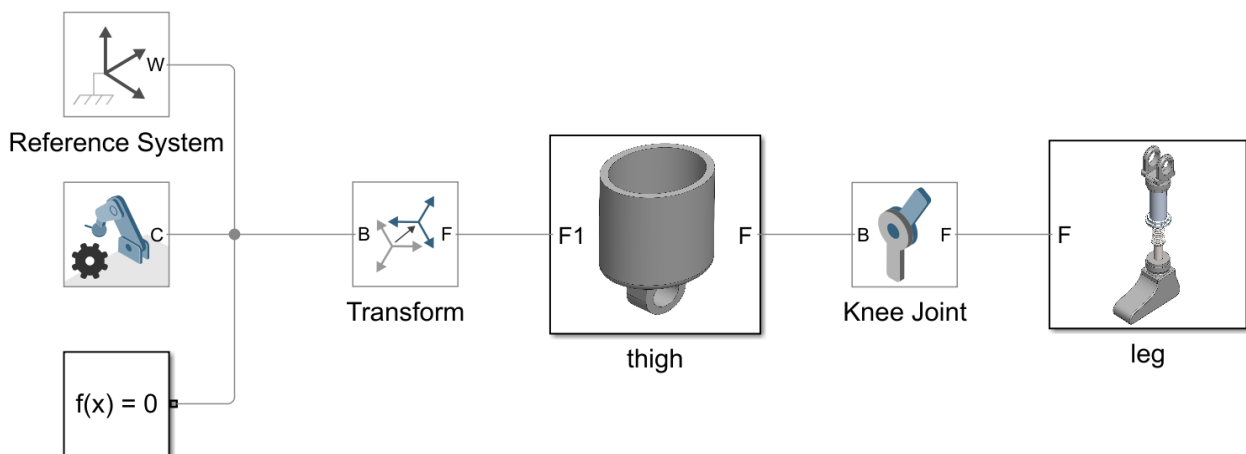 W
Reference System
C
B
F
Transform
F1
F
thigh
B
F
Knee Joint
F
leg
f(x) = 0